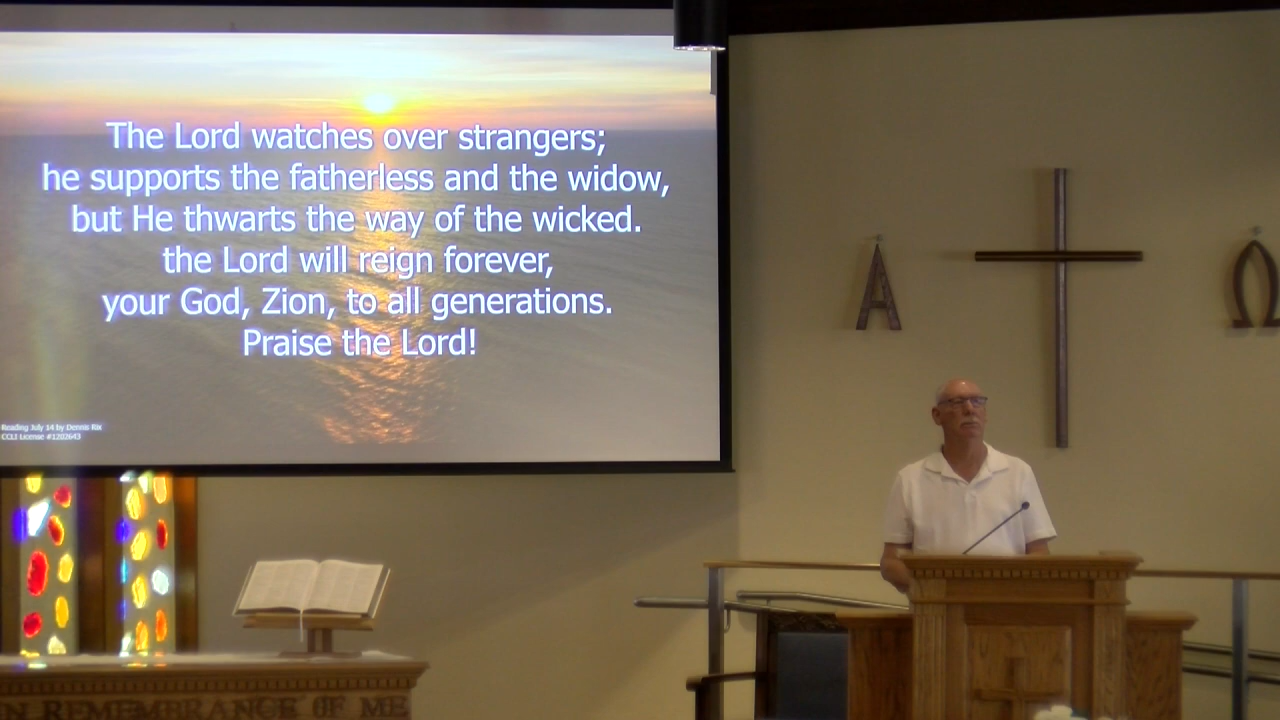 The Lord watches over strangers;
he supports the fatherless and the widow,
but He thwarts the way of the wicked.
the Lord will reign forever,
your God, Zion, to all generations.
Praise the Lord!
Reading July 14 by Dennis Rix
CCLI License #1202643
A
Ω
IN REMEMBRANCE OF ME